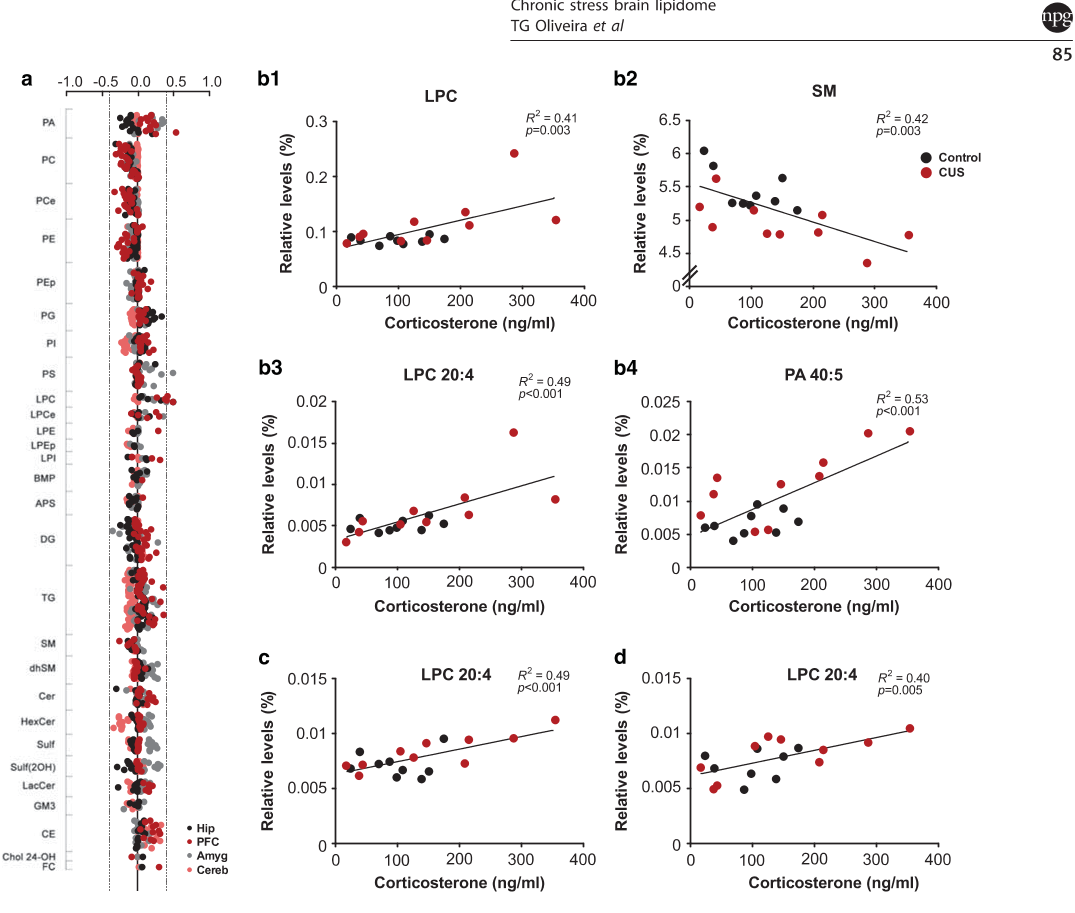 Chronic stress brain lipidome
TG Oliveira et al
npg
85
a
-1.0 -0.5 0.0 0.5 1.0
PA
PC
PCe
PE
PEp
PG
PI
PS
LPC
LPCe
LPE
LPEp
LPI
BMP
APS
DG
TG
SM
dhSM
Cer
HexCer
Sulf
Sulf(2OH)
LacCer
GM3
CE
Chol 24-OH
FC
Hip
PFC
Amyg
Cereb
b1
LPC
R² = 0.41
p=0.003
Relative levels (%)
0.3
0.2
0.1
0
0 100 200 300 400
Corticosterone (ng/ml)
b2
SM
R² = 0.42
p=0.003
Control
CUS
Relative levels (%)
6.5
6
5.5
5
4.5
0
0 100 200 300 400
Corticosterone (ng/ml)
b3
LPC 20:4
R² = 0.49
p<0.001
Relative levels (%)
0.02
0.015
0.01
0.005
0
0 100 200 300 400
Corticosterone (ng/ml)
b4
PA 40:5
R² = 0.53
p<0.001
Relative levels (%)
0.025
0.02
0.015
0.01
0.005
0
0 100 200 300 400
Corticosterone (ng/ml)
c
LPC 20:4
R² = 0.49
p<0.001
Relative levels (%)
0.015
0.01
0.005
0
0 100 200 300 400
Corticosterone (ng/ml)
d
LPC 20:4
R² = 0.40
p=0.005
Relative levels (%)
0.015
0.01
0.005
0
0 100 200 300 400
Corticosterone (ng/ml)